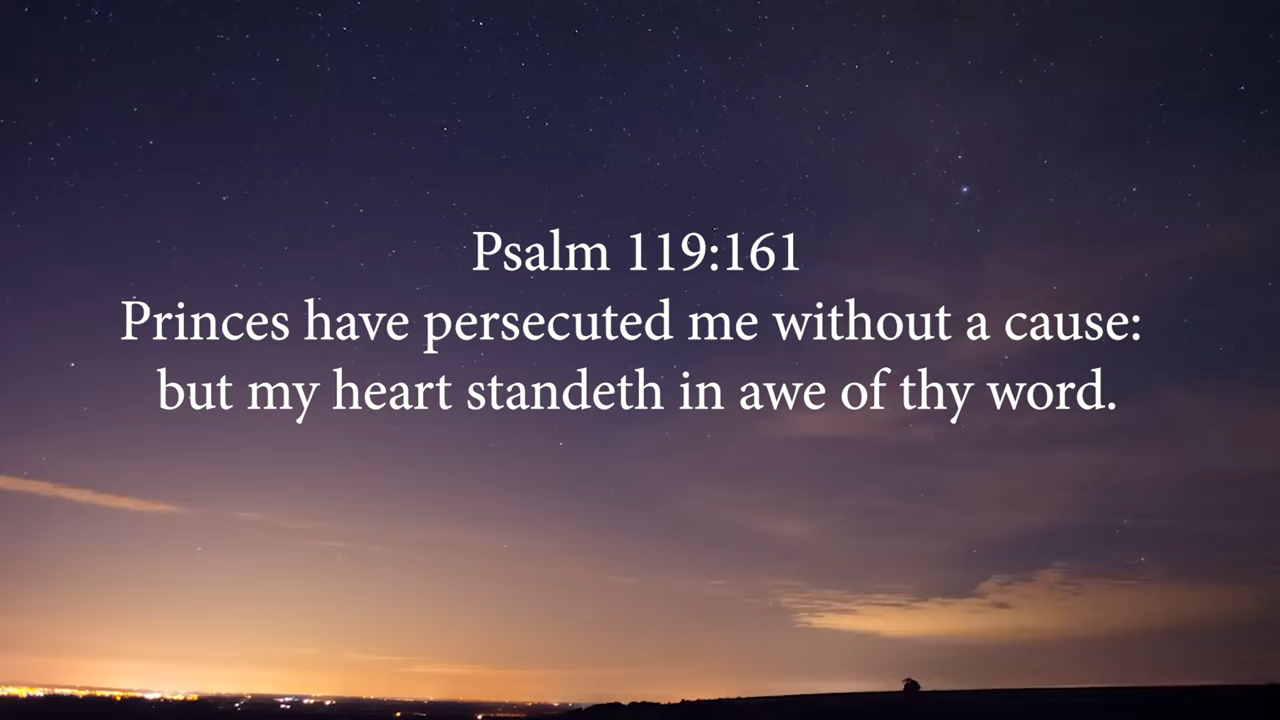 Psalm 119:161
Princes have persecuted me without a cause:
but my heart standeth in awe of thy word.